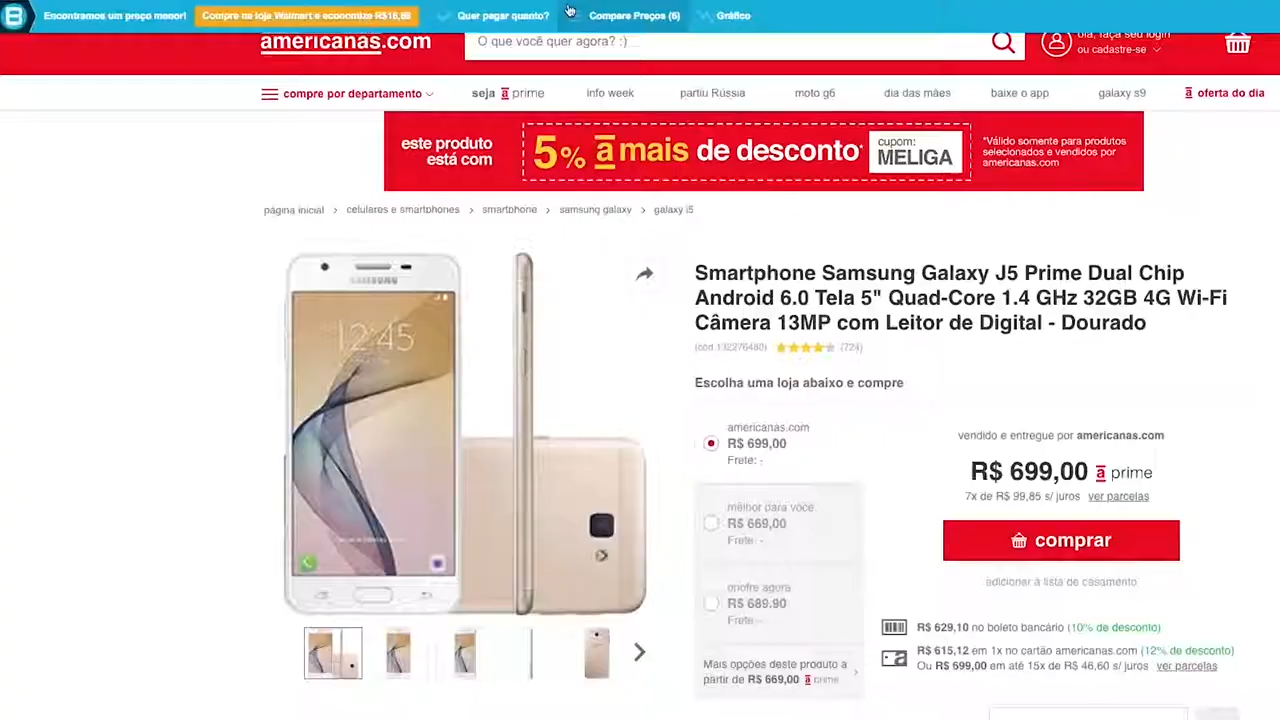 B
Encontramos um preço menor!
Compre na loja Walmart e economize R$16,66
Quer pagar quanto?
Compare Preços (6)
Gráfico
americanas.com
O que você quer agora? :)
olá, faça seu login
ou cadastre-se
compre por departamento
seja a prime
info week
partiu Rússia
moto g6
dia das mães
baixe o app
galaxy s9
a oferta do dia
este produto
está com
5% a mais de desconto*
cupom:
MELIGA
*Válido somente para produtos
selecionados e vendidos por
americanas.com
página inicial > celulares e smartphones > smartphone > samsung galaxy > galaxy j5
SAMSUNG
12:45
Smartphone Samsung Galaxy J5 Prime Dual Chip
Android 6.0 Tela 5" Quad-Core 1.4 GHz 32GB 4G Wi-Fi
Câmera 13MP com Leitor de Digital - Dourado
(cód.132276480)
(724)
Escolha uma loja abaixo e compre
americanas.com
R$ 699,00
Frete: -
melhor para você
R$ 669,00
Frete: -
onofre agora
R$ 689,90
Frete: -
Mais opções deste produto a
partir de R$ 669,00 a prime
vendido e entregue por americanas.com
R$ 699,00 a prime
7x de R$ 99,85 s/ juros ver parcelas
comprar
adicionar à lista de casamento
R$ 629,10 no boleto bancário (10% de desconto)
R$ 615,12 em 1x no cartão americanas.com (12% de desconto)
Ou R$ 699,00 em até 15x de R$ 46,60 s/ juros ver parcelas